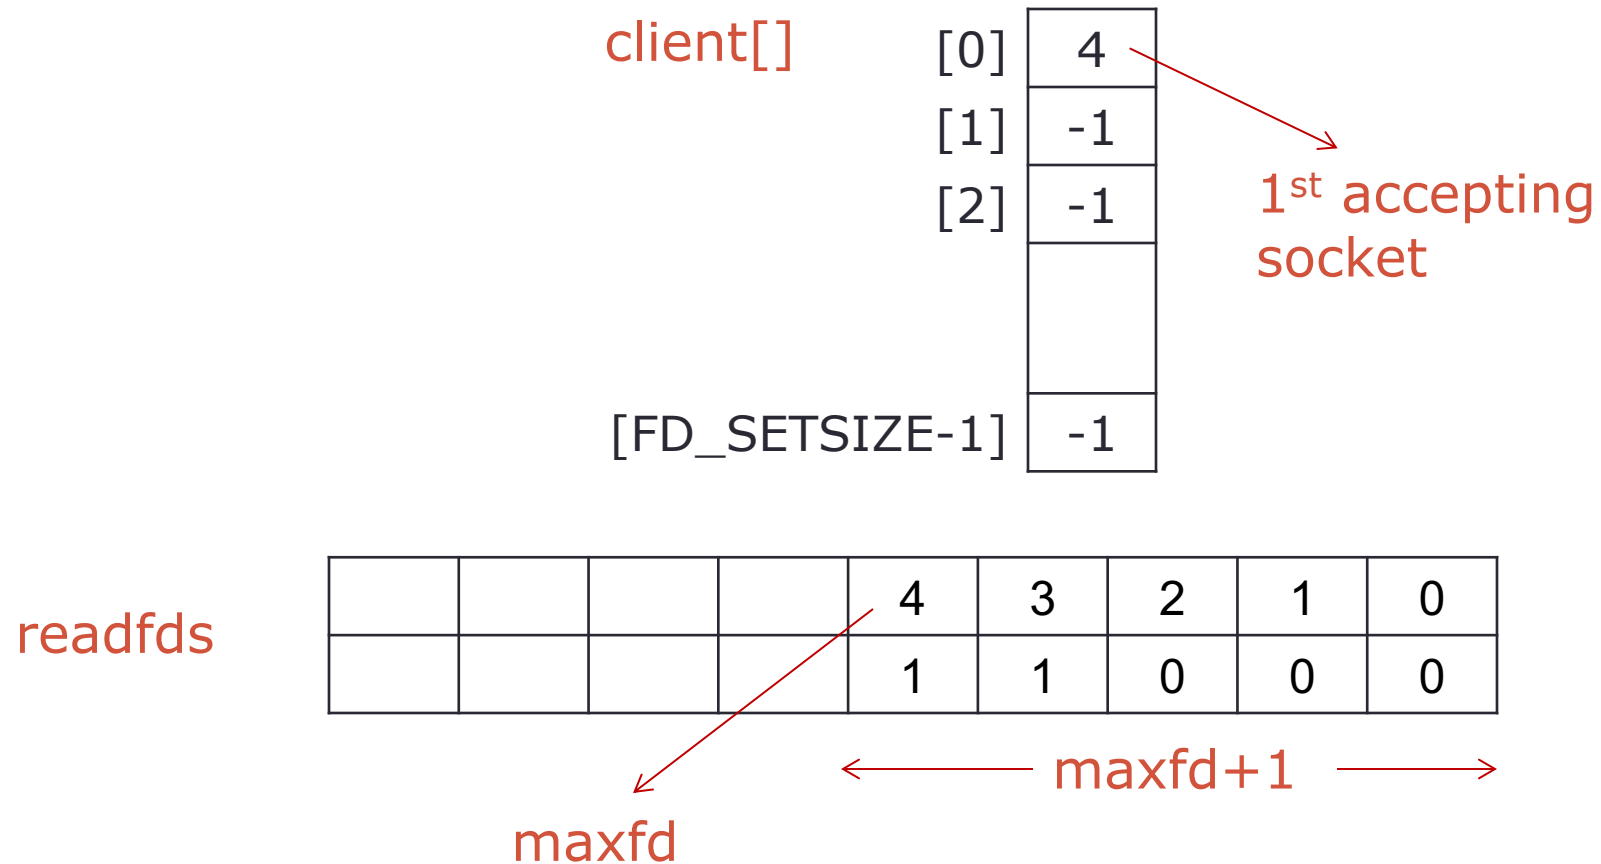 client[]
[0] 4
[1] -1
[2] -1
1st accepting
socket
[FD_SETSIZE-1] -1
readfds
4 3 2 1 0
1 1 0 0 0
maxfd+1
maxfd